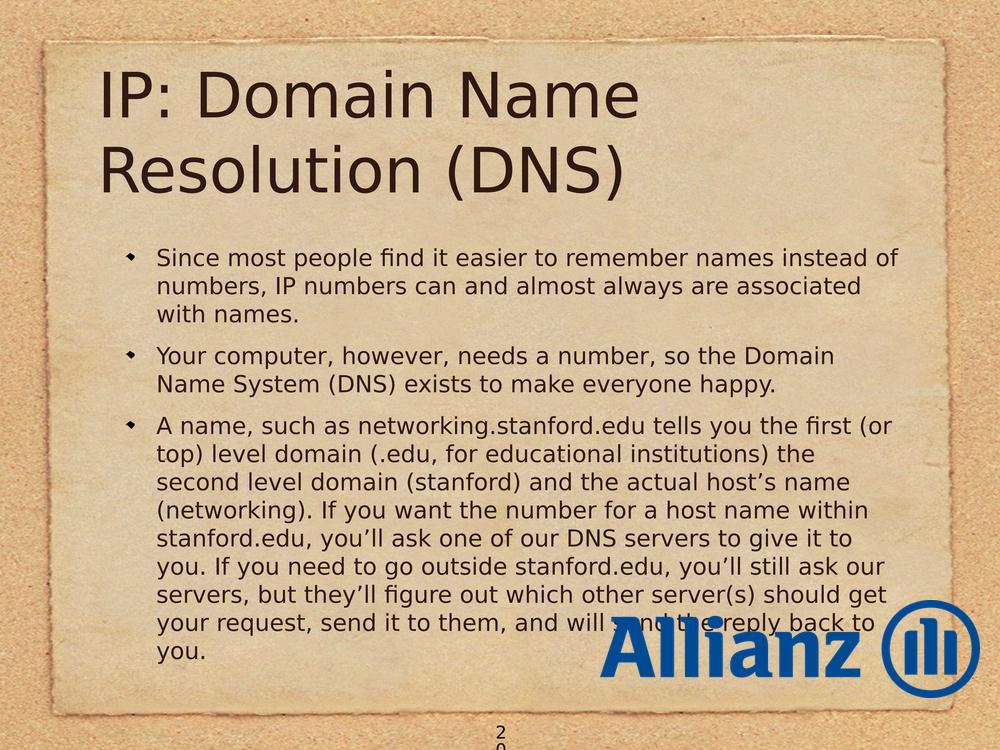 IP: Domain Name
Resolution (DNS)
Since most people find it easier to remember names instead of
numbers, IP numbers can and almost always are associated
with names.
Your computer, however, needs a number, so the Domain
Name System (DNS) exists to make everyone happy.
A name, such as networking.stanford.edu tells you the first (or
top) level domain (.edu, for educational institutions) the
second level domain (stanford) and the actual host’s name
(networking). If you want the number for a host name within
stanford.edu, you’ll ask one of our DNS servers to give it to
you. If you need to go outside stanford.edu, you’ll still ask our
servers, but they’ll figure out which other server(s) should get
your request, send it to them, and will send the reply back to
you.
Allianz
2
0